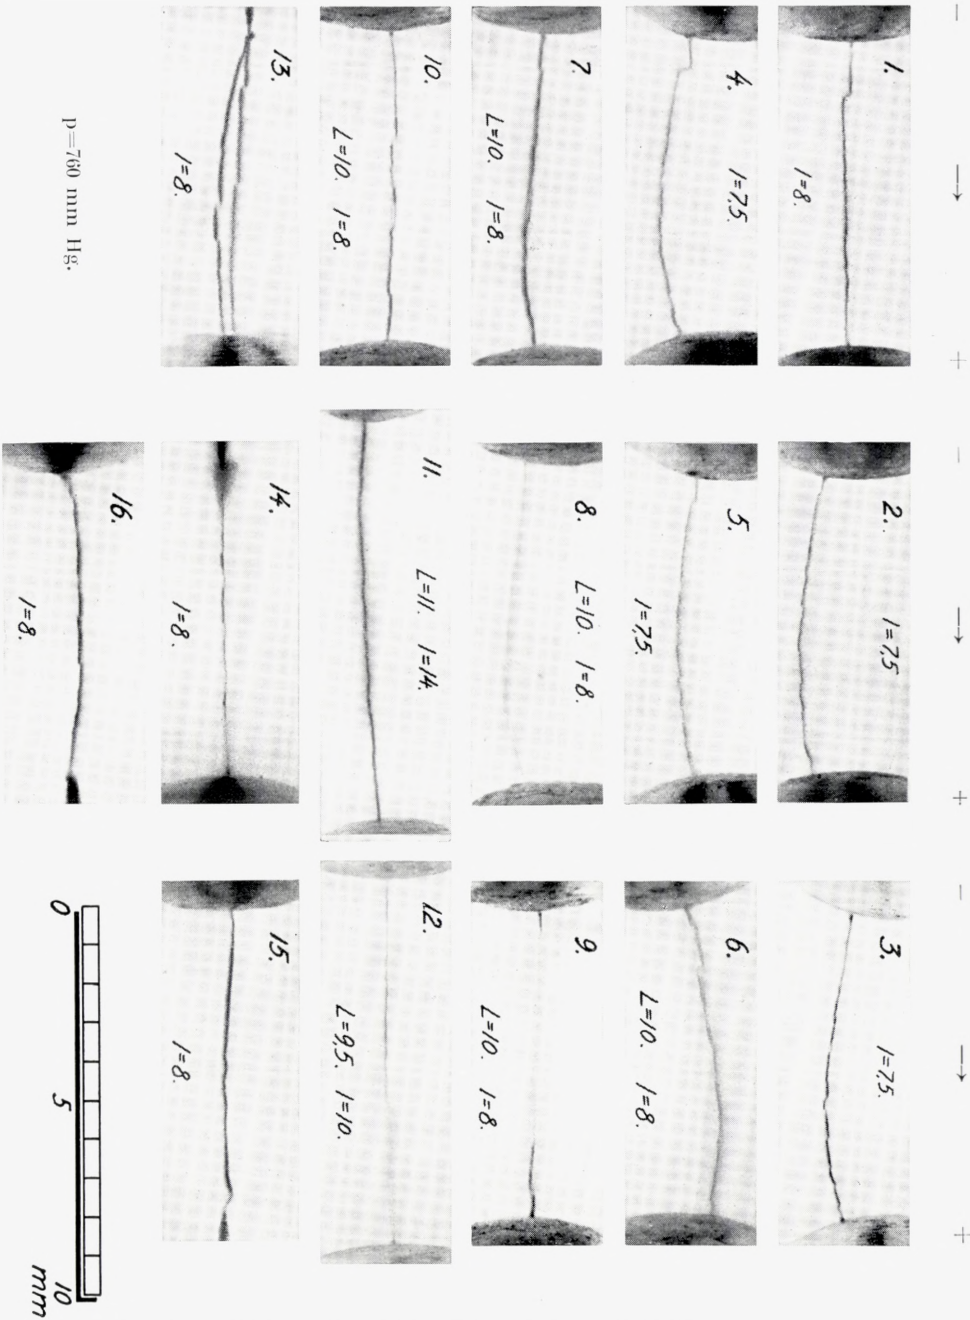 − → + − → + − → +
1. l=8.
2. l=7,5
3. l=7,5.
4. l=7,5.
5. l=7,5.
6. L=10. l=8.
7. L=10. l=8.
8. L=10. l=8.
9. L=10. l=8.
10. L=10. l=8.
11. L=11. l=14.
12. L=9,5. l=10.
13. l=8.
14. l=8.
15. l=8.
16. l=8.
p=760 mm Hg.
0 5 10
mm